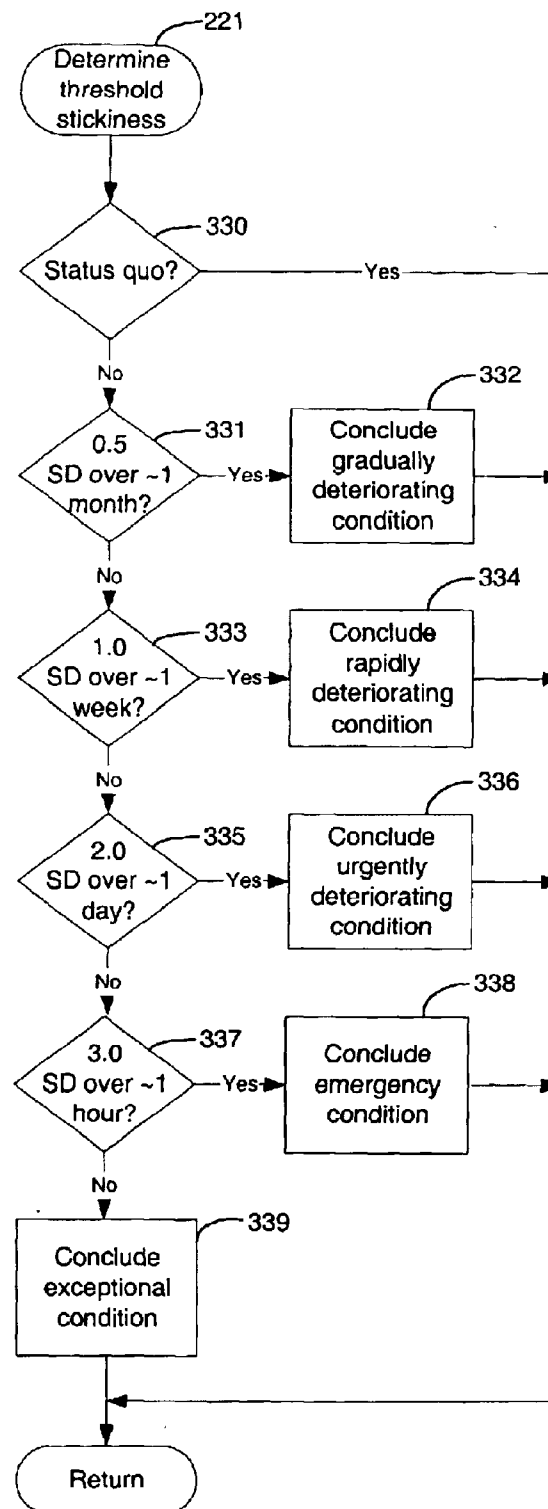 221
Determine
threshold
stickiness
330
Status quo?
Yes
No
331
0.5
SD over ~1
month?
Yes
332
Conclude
gradually
deteriorating
condition
No
333
1.0
SD over ~1
week?
Yes
334
Conclude
rapidly
deteriorating
condition
No
335
2.0
SD over ~1
day?
Yes
336
Conclude
urgently
deteriorating
condition
No
337
3.0
SD over ~1
hour?
Yes
338
Conclude
emergency
condition
No
339
Conclude
exceptional
condition
Return